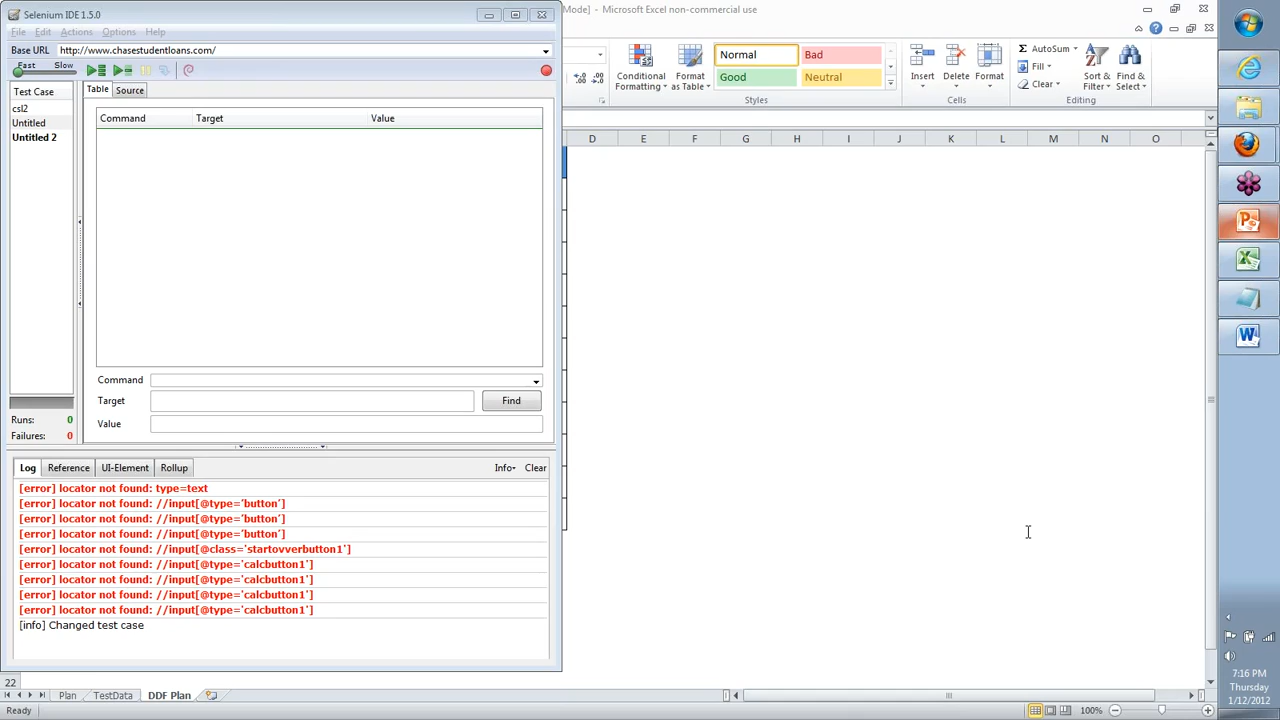 Selenium IDE 1.5.0
Mode] - Microsoft Excel non-commercial use
File Edit Actions Options Help
Base URL http://www.chasestudentloans.com/
Fast Slow
Test Case
csl2
Untitled
Untitled 2
Table Source
Command Target Value
Command
Target
Find
Value
Runs: 0
Failures: 0
Log Reference UI-Element Rollup Info- Clear
[error] locator not found: type=text
[error] locator not found: //input[@type='button']
[error] locator not found: //input[@type='button']
[error] locator not found: //input[@type='button']
[error] locator not found: //input[@class='startovverbutton1']
[error] locator not found: //input[@type='calcbutton1']
[error] locator not found: //input[@type='calcbutton1']
[error] locator not found: //input[@type='calcbutton1']
[error] locator not found: //input[@type='calcbutton1']
[info] Changed test case
Conditional
Formatting
Format
as Table
Normal Bad
Good Neutral
Styles
Insert Delete Format
Cells
Σ AutoSum
Fill
Clear
Sort &
Filter
Find &
Select
Editing
D E F G H I J K L M N O
22
Plan TestData DDF Plan
Ready
100%
7:16 PM
Thursday
1/12/2012